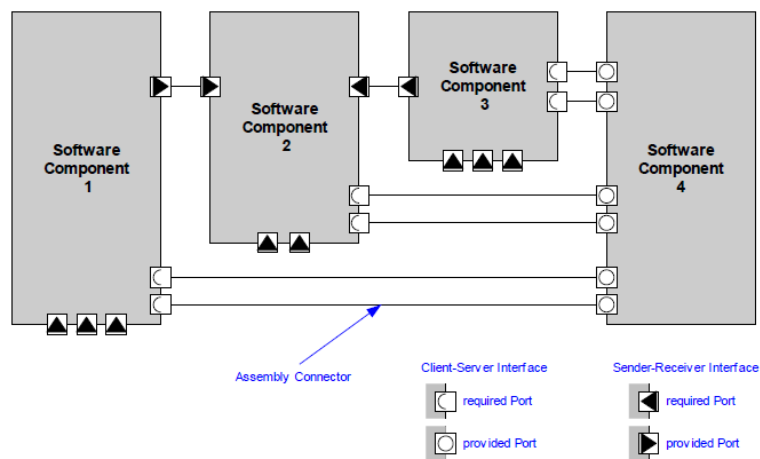 Software
Component
1
Software
Component
2
Software
Component
3
Software
Component
4
Assembly Connector
Client-Server Interface
required Port
provided Port
Sender-Receiver Interface
required Port
provided Port